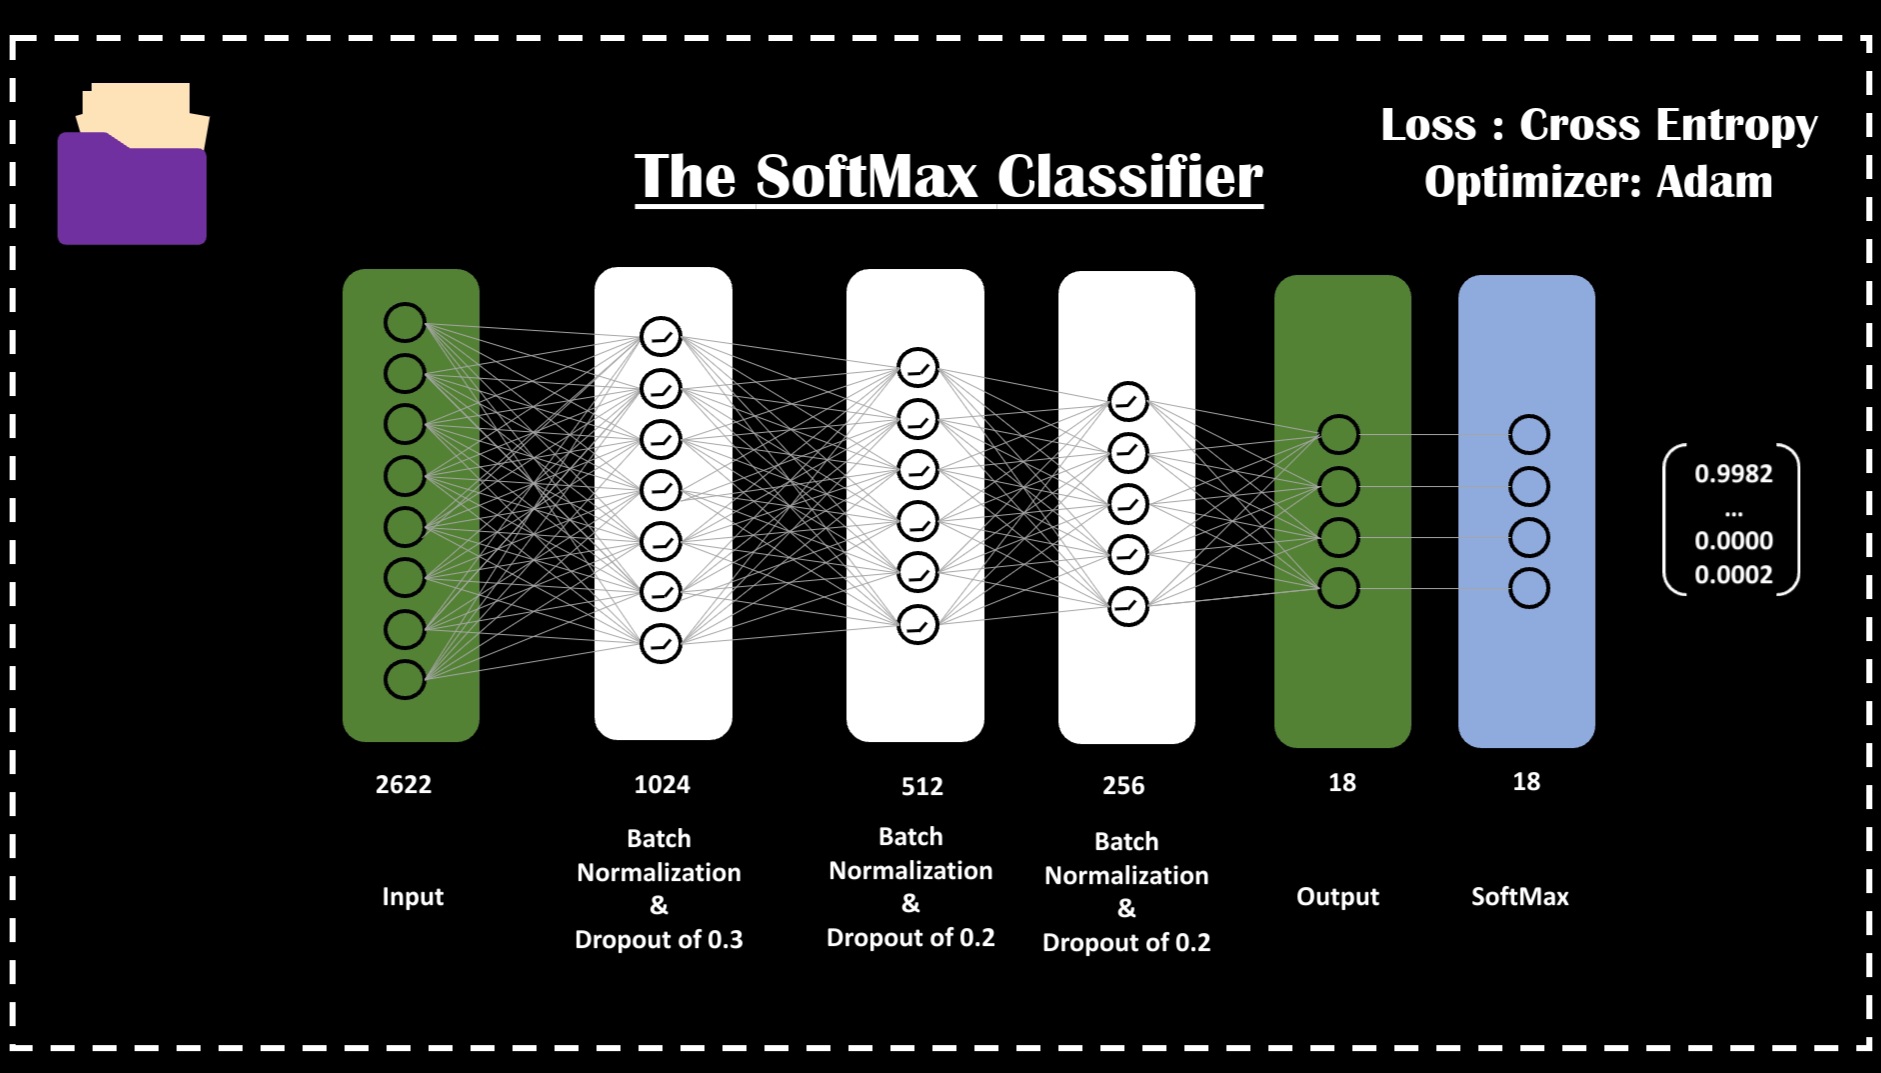 Loss : Cross Entropy
Optimizer: Adam
The SoftMax Classifier
0.9982
...
0.0000
0.0002
2622
1024
512
256
18
18
Input
Batch
Normalization
&
Dropout of 0.3
Batch
Normalization
&
Dropout of 0.2
Batch
Normalization
&
Dropout of 0.2
Output
SoftMax